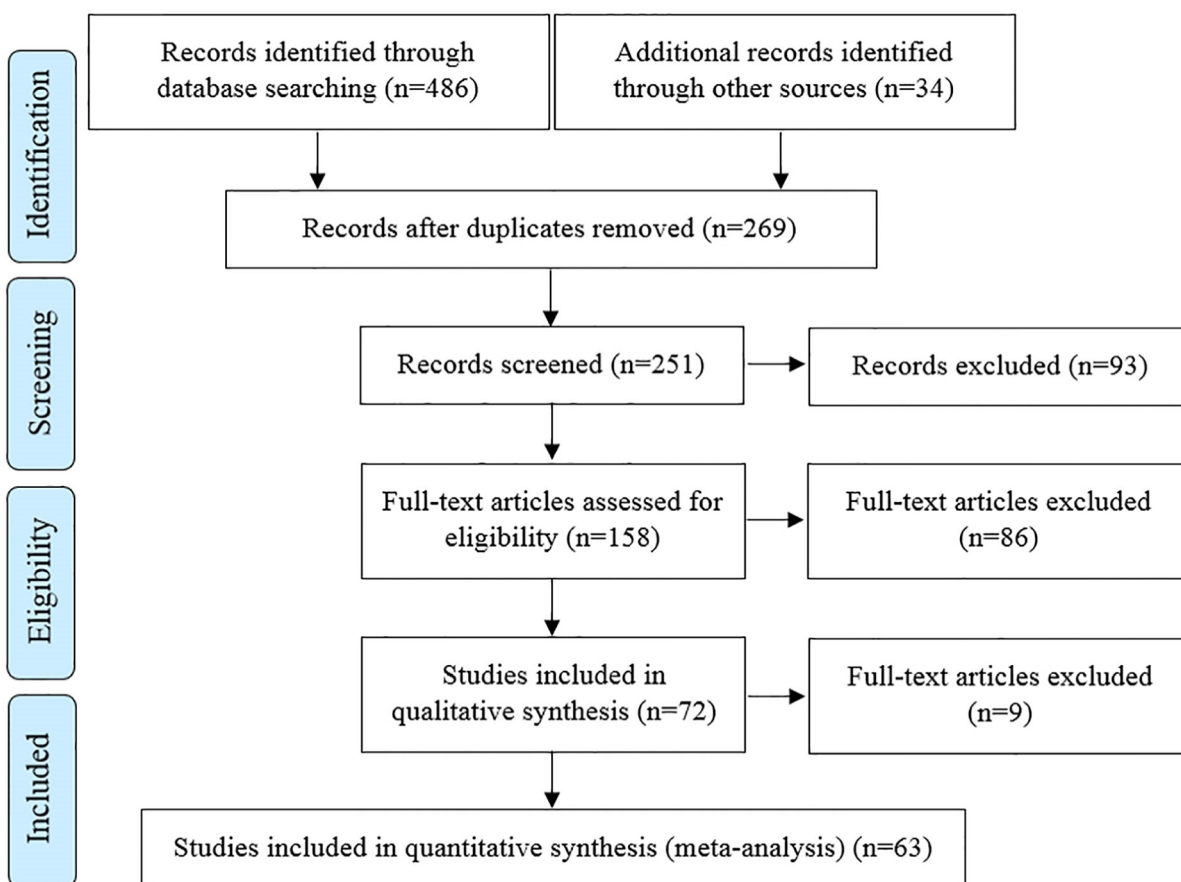 Identification
Records identified through
database searching (n=486)
Additional records identified
through other sources (n=34)
Records after duplicates removed (n=269)
Screening
Records screened (n=251)
Records excluded (n=93)
Eligibility
Full-text articles assessed for
eligibility (n=158)
Full-text articles excluded
(n=86)
Studies included in
qualitative synthesis (n=72)
Full-text articles excluded
(n=9)
Included
Studies included in quantitative synthesis (meta-analysis) (n=63)